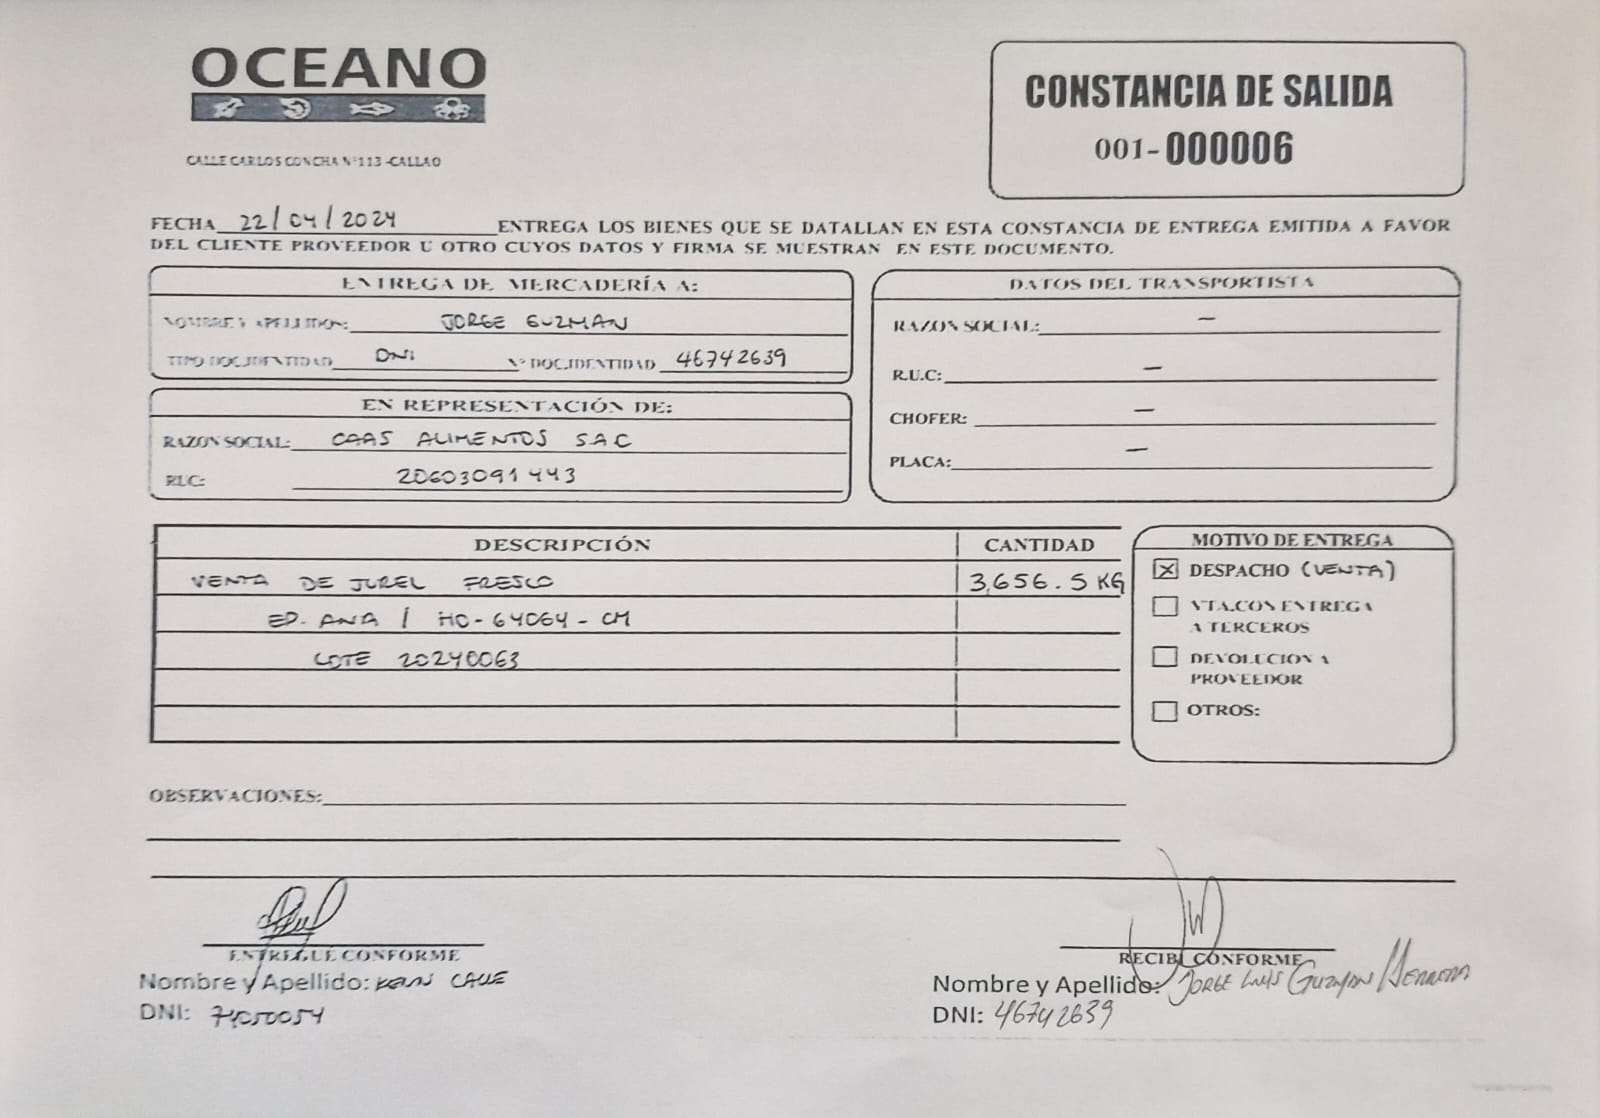 OCEANO
CALLE CARLOS CONCHA N°113 -CALLAO
CONSTANCIA DE SALIDA
001-000006
FECHA 22/04/2024 ENTREGA LOS BIENES QUE SE DATALLAN EN ESTA CONSTANCIA DE ENTREGA EMITIDA A FAVOR
DEL CLIENTE PROVEEDOR U OTRO CUYOS DATOS Y FIRMA SE MUESTRAN EN ESTE DOCUMENTO.
ENTREGA DE MERCADERÍA A:
NOMBRE Y APELLIDOS: JORGE GUZMAN
TIPO DOC.IDENTIDAD DNI N° DOC.IDENTIDAD 46742639
EN REPRESENTACIÓN DE:
RAZON SOCIAL: CAAS ALIMENTOS SAC
RUC: 20603091443
DATOS DEL TRANSPORTISTA
RAZON SOCIAL: –
R.U.C: –
CHOFER: –
PLACA: –
DESCRIPCIÓN CANTIDAD
VENTA DE JUREL FRESCO 3,656.5 KG
EP. ANA / HO-64064-CM
LOTE 20240063
MOTIVO DE ENTREGA
DESPACHO (VENTA)
VTA.CON ENTREGA
A TERCEROS
DEVOLUCION A
PROVEEDOR
OTROS:
OBSERVACIONES:
ENTREGUÉ CONFORME
Nombre y Apellido: CALLE
DNI: 74050054
RECIBI CONFORME
Nombre y Apellido: JORGE LUIS GUZMAN HERRERA
DNI: 46742639